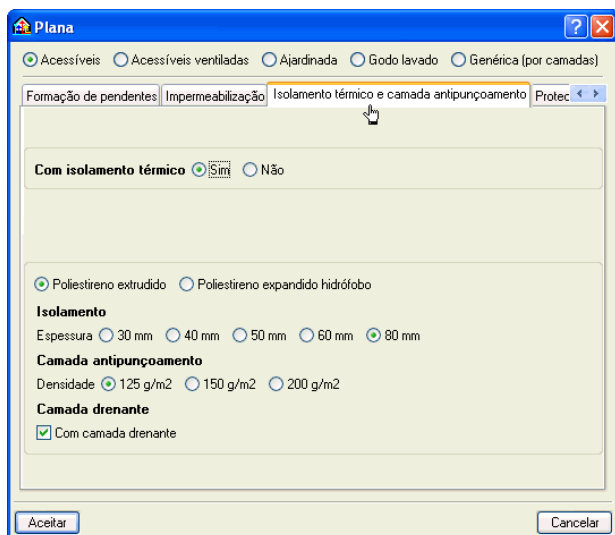 Plana
Acessíveis Acessíveis ventiladas Ajardinada Godo lavado Genérica (por camadas)
Formação de pendentes Impermeabilização Isolamento térmico e camada antipunçoamento Protec
Com isolamento térmico Sim Não
Poliestireno extrudido Poliestireno expandido hidrófobo
Isolamento
Espessura 30 mm 40 mm 50 mm 60 mm 80 mm
Camada antipunçoamento
Densidade 125 g/m2 150 g/m2 200 g/m2
Camada drenante
Com camada drenante
Aceitar Cancelar